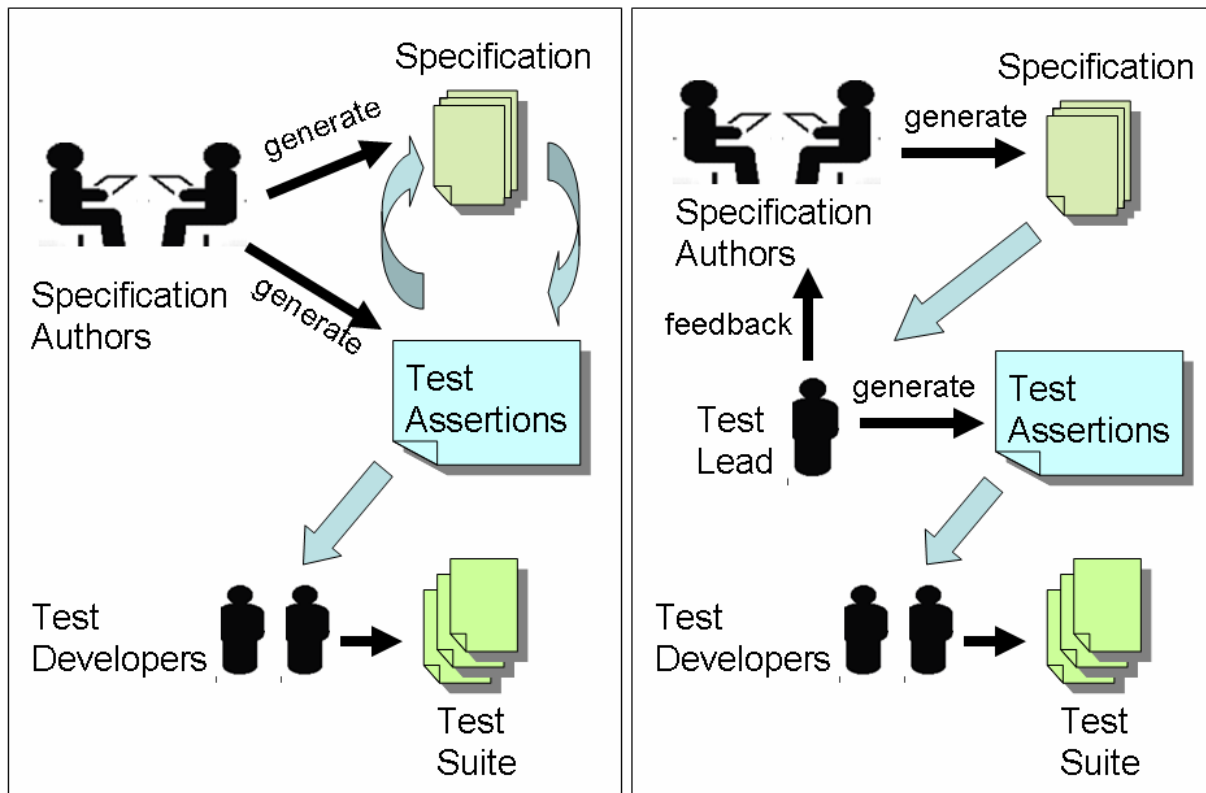 Specification
generate
Specification
Authors
generate
Test
Assertions
Test
Developers
Test
Suite
Specification
generate
Specification
Authors
feedback
generate
Test
Lead
Test
Assertions
Test
Developers
Test
Suite